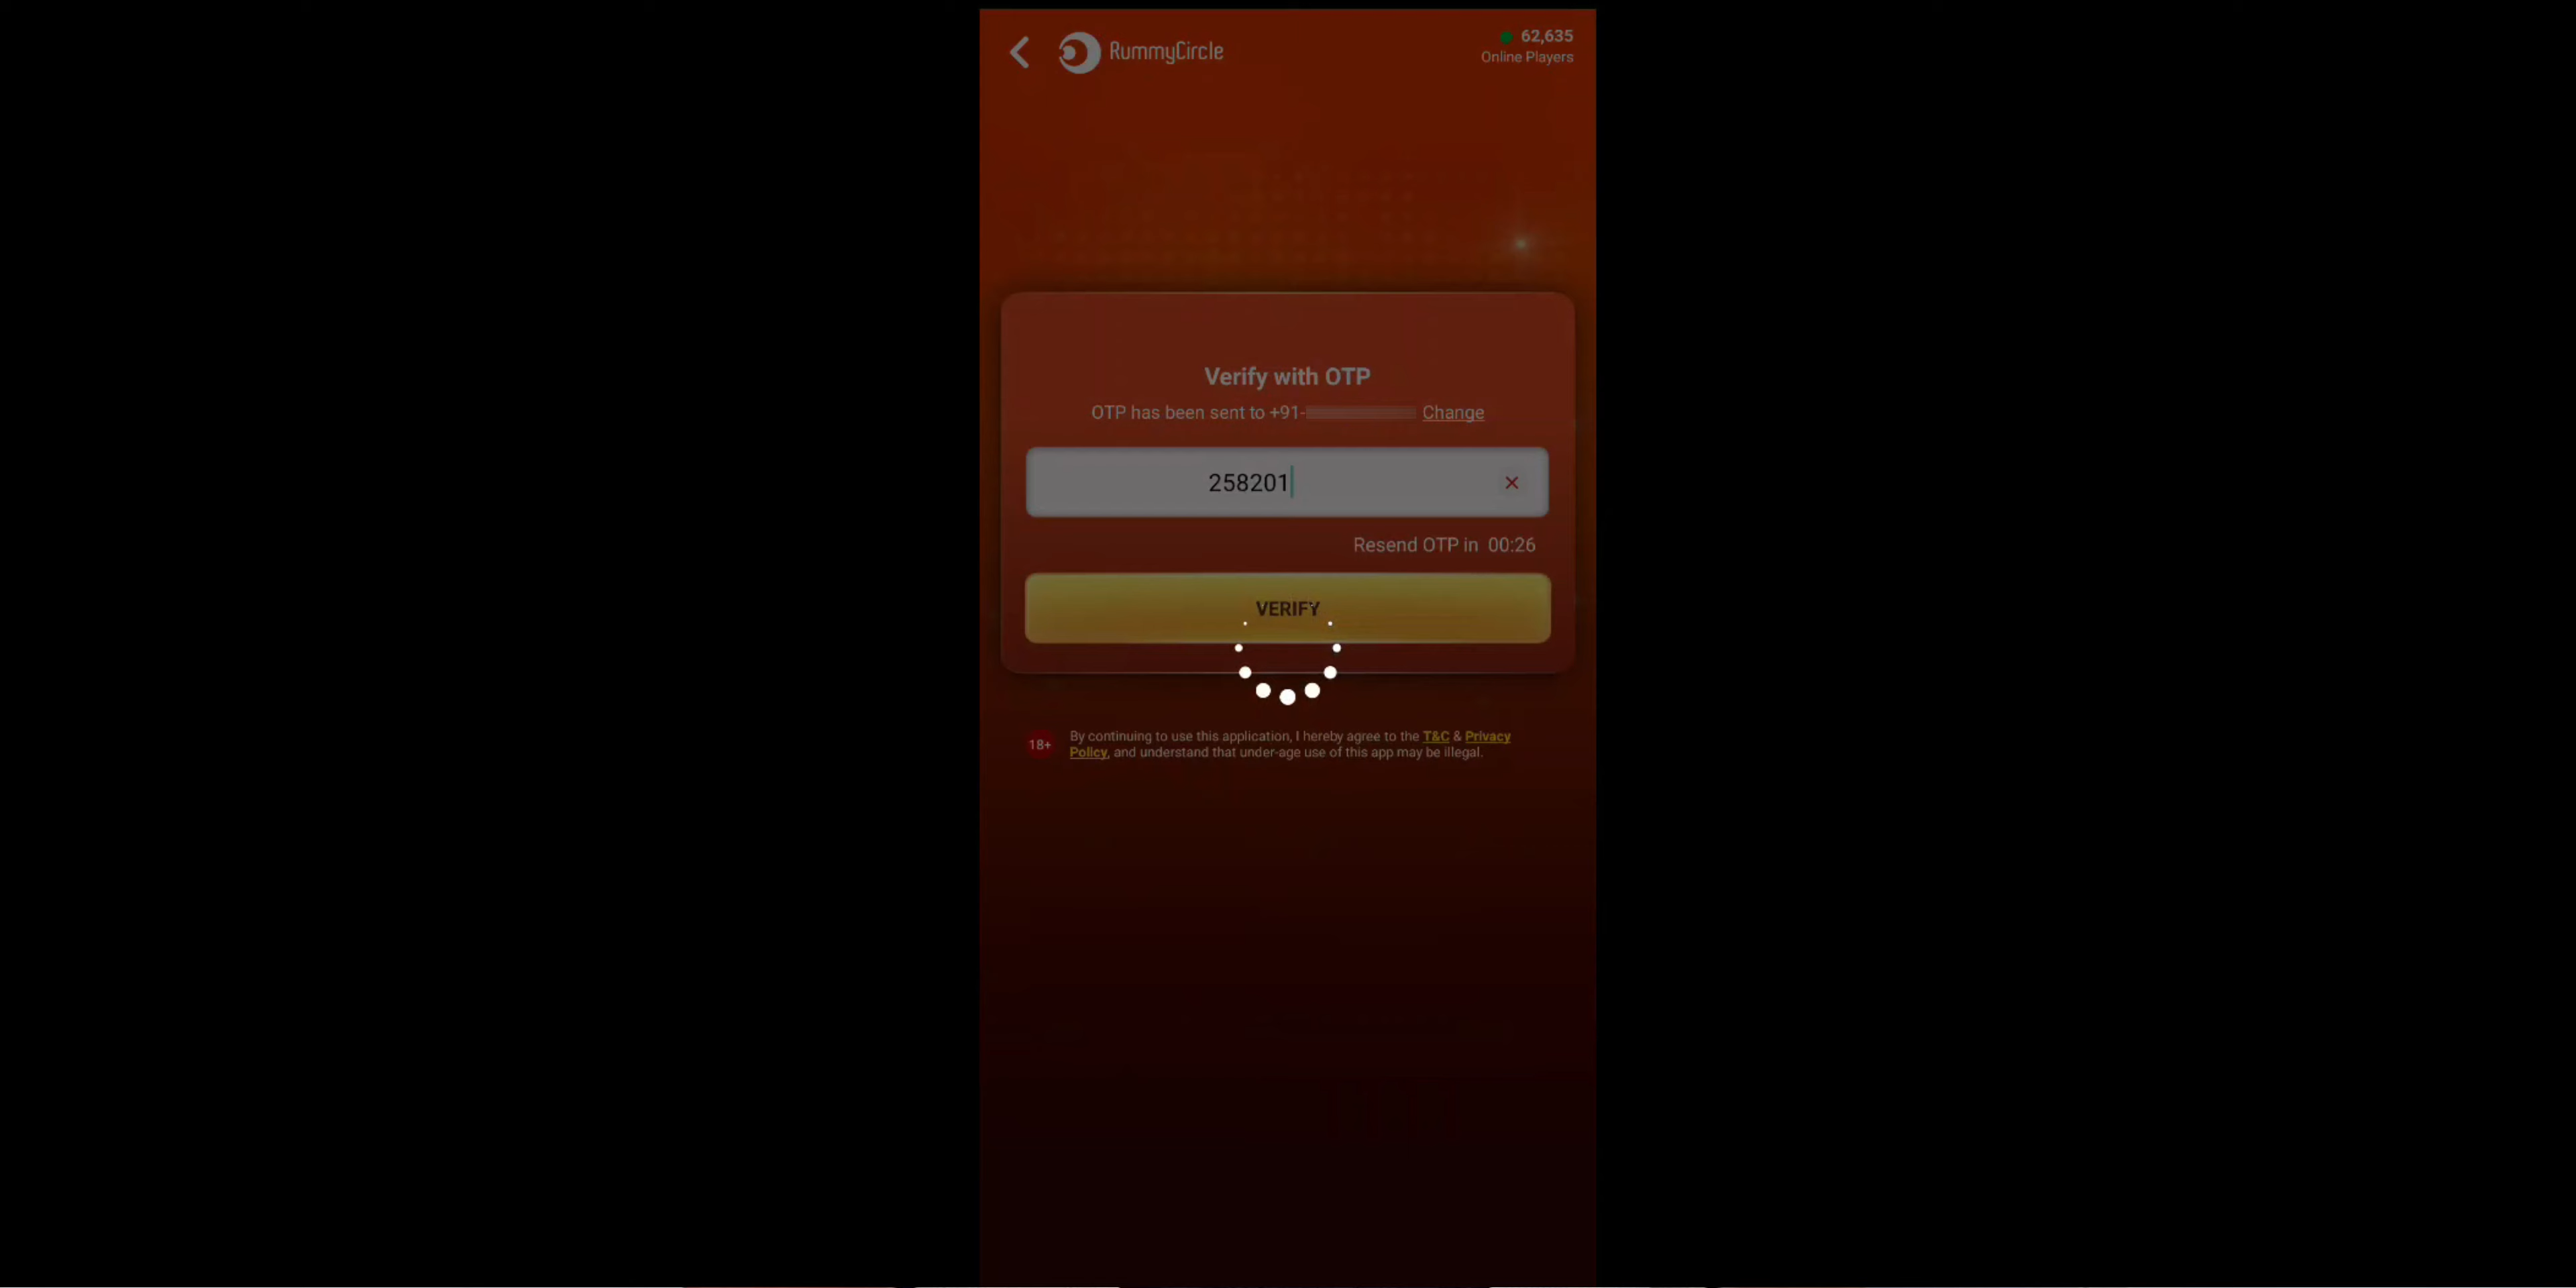 RummyCircle
62,635
Online Players
Verify with OTP
OTP has been sent to +91- Change
258201
Resend OTP in 00:26
VERIFY
18+
By continuing to use this application, I hereby agree to the T&C & Privacy
Policy, and understand that under-age use of this app may be illegal.